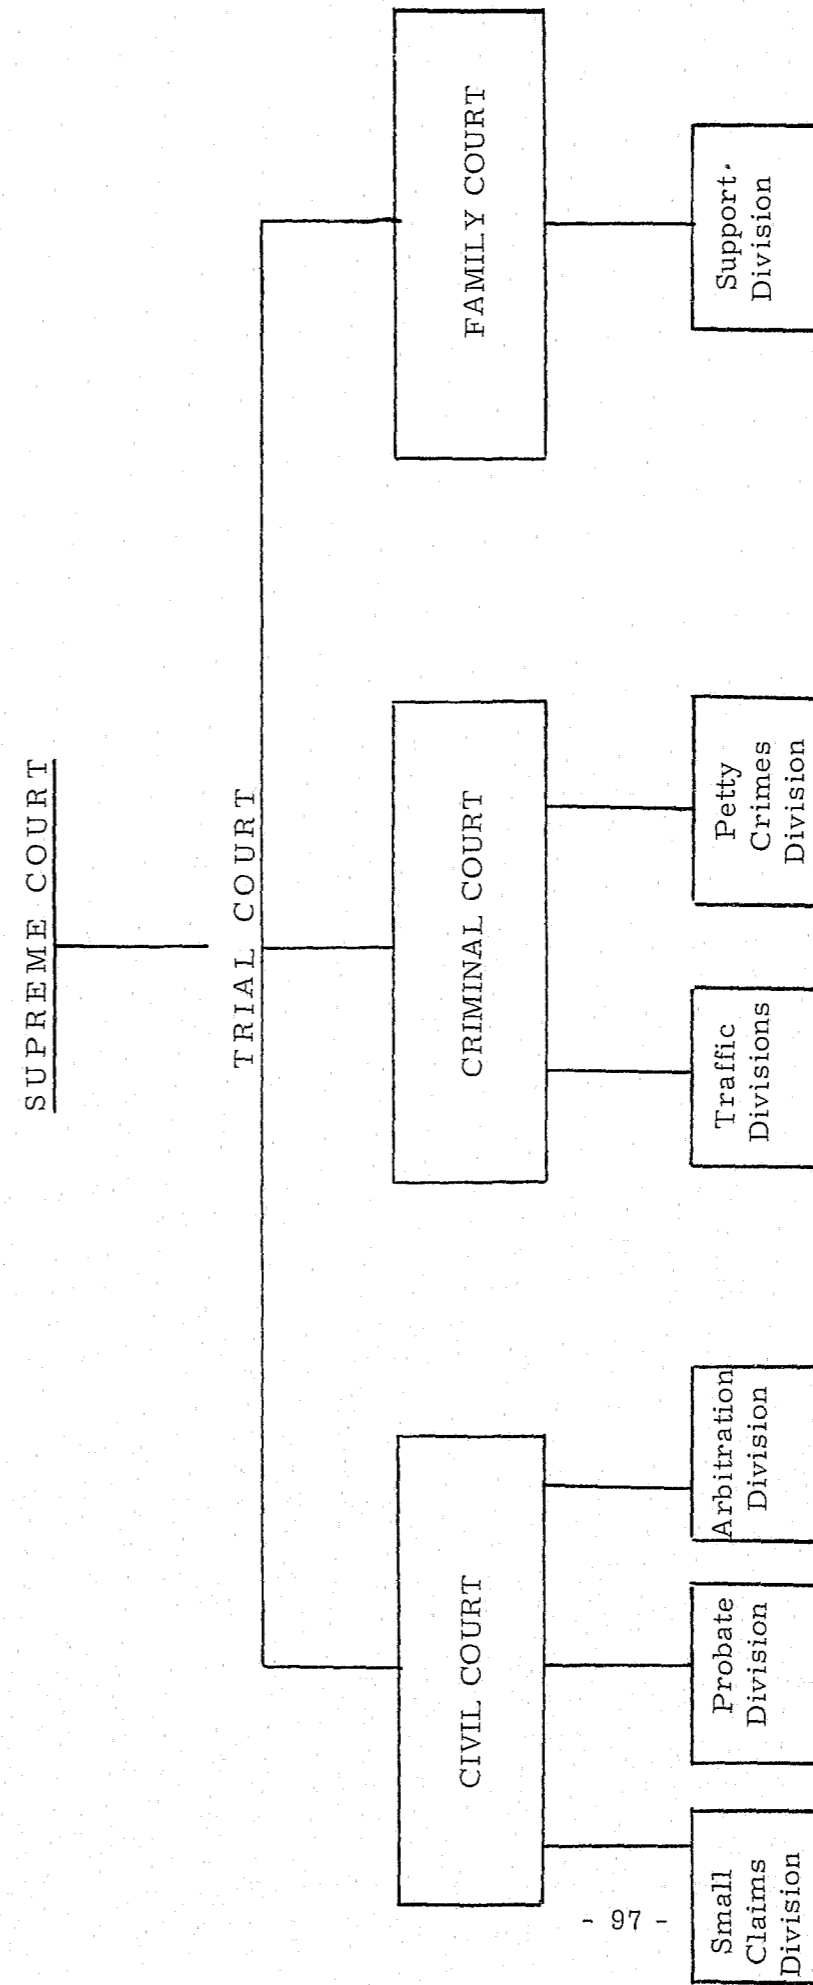 SUPREME COURT
TRIAL COURT
CIVIL COURT
CRIMINAL COURT
FAMILY COURT
Small
Claims
Division
Probate
Division
Arbitration
Division
Traffic
Divisions
Petty
Crimes
Division
Support
Division
- 97 -